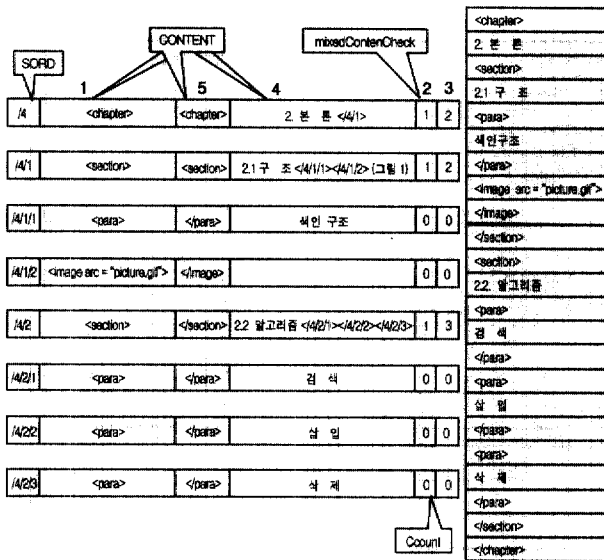 CONTENT
mixedContenCheck
SORD
1 5 4 2 3
/4 <chapter> <chapter> 2. 본 론 </4/1> 1 2
/4/1 <section> <section> 2.1 구 조 </4/1/1></4/1/2> (그림 1) 1 2
/4/1/1 <para> </para> 색인 구조 0 0
/4/1/2 <image src = "picture.gif"> </image> 0 0
/4/2 <section> </section> 2.2 알고리즘 </4/2/1></4/2/2></4/2/3> 1 3
/4/2/1 <para> </para> 검 색 0 0
/4/2/2 <para> </para> 삽 입 0 0
/4/2/3 <para> </para> 삭 제 0 0
Ccount
<chapter>
2. 본 론
<section>
2.1 구 조
<para>
색인구조
</para>
<image src = "picture.gif">
</image>
</section>
<section>
2.2. 알고리즘
<para>
검 색
</para>
<para>
삽 입
</para>
<para>
삭 제
</para>
</section>
</chapter>